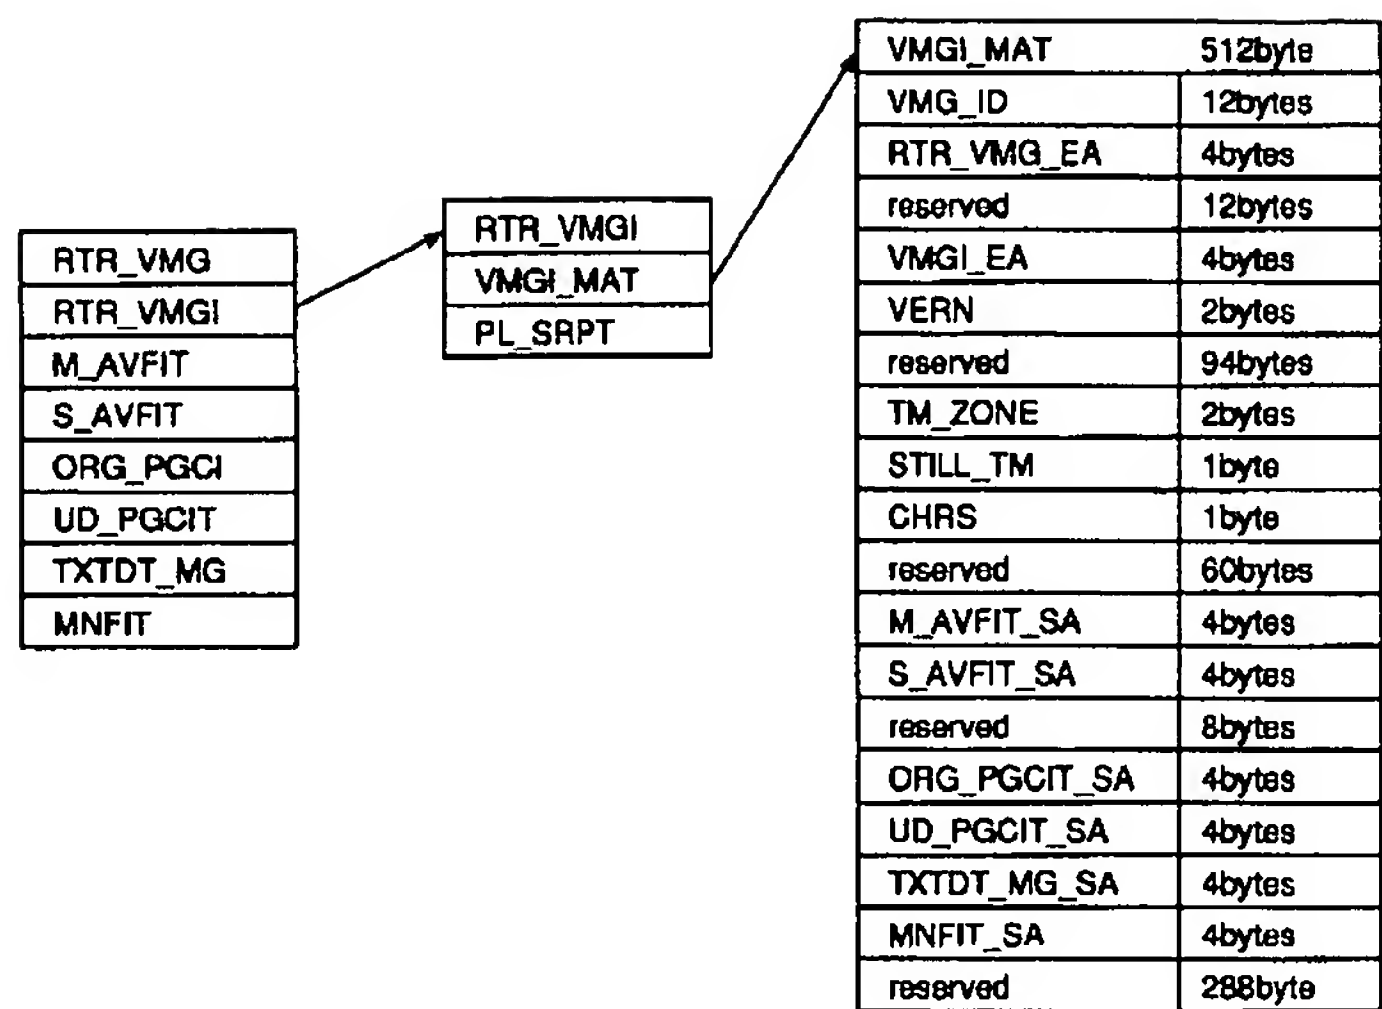 RTR_VMG
RTR_VMGI
M_AVFIT
S_AVFIT
ORG_PGCI
UD_PGCIT
TXTDT_MG
MNFIT
RTR_VMGI
VMGI_MAT
PL_SRPT
VMGI_MAT 512byte
VMG_ID 12bytes
RTR_VMG_EA 4bytes
reserved 12bytes
VMGI_EA 4bytes
VERN 2bytes
reserved 94bytes
TM_ZONE 2bytes
STILL_TM 1byte
CHRS 1byte
reserved 60bytes
M_AVFIT_SA 4bytes
S_AVFIT_SA 4bytes
reserved 8bytes
ORG_PGCIT_SA 4bytes
UD_PGCIT_SA 4bytes
TXTDT_MG_SA 4bytes
MNFIT_SA 4bytes
reserved 288byte